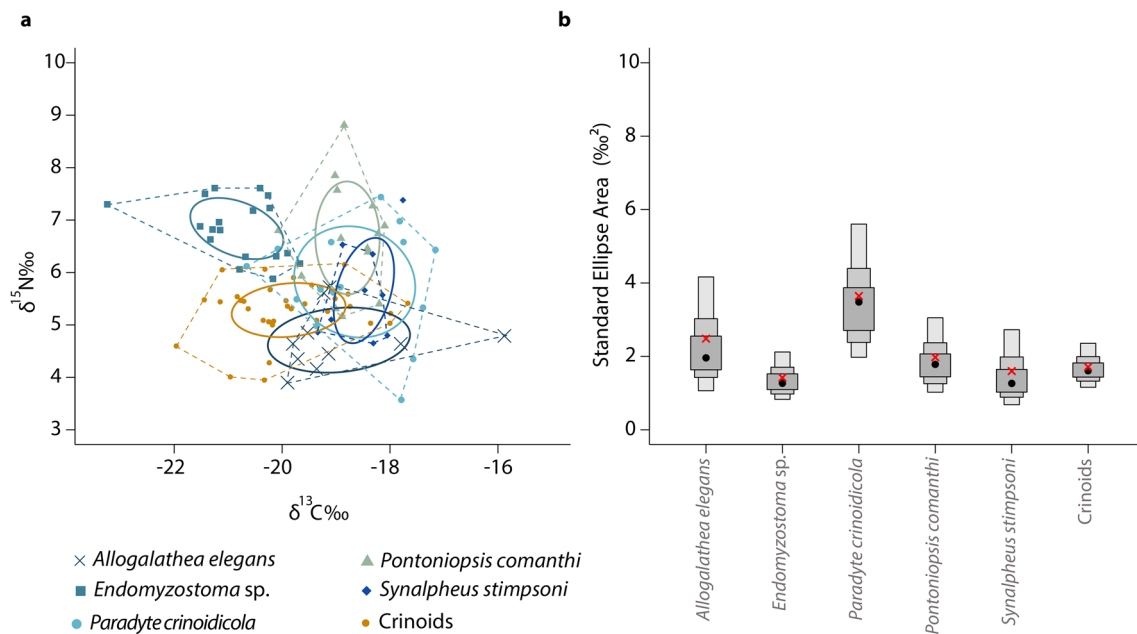 a
b
10
9
8
7
6
5
4
3
δ15N‰
-22
-20
-18
-16
δ13C‰
Allogalathea elegans
Endomyzostoma sp.
Paradyte crinoidicola
Pontoniopsis comanthi
Synalpheus stimpsoni
Crinoids
10
8
6
4
2
0
Standard Ellipse Area (‰²)
Allogalathea elegans
Endomyzostoma sp.
Paradyte crinoidicola
Pontoniopsis comanthi
Synalpheus stimpsoni
Crinoids